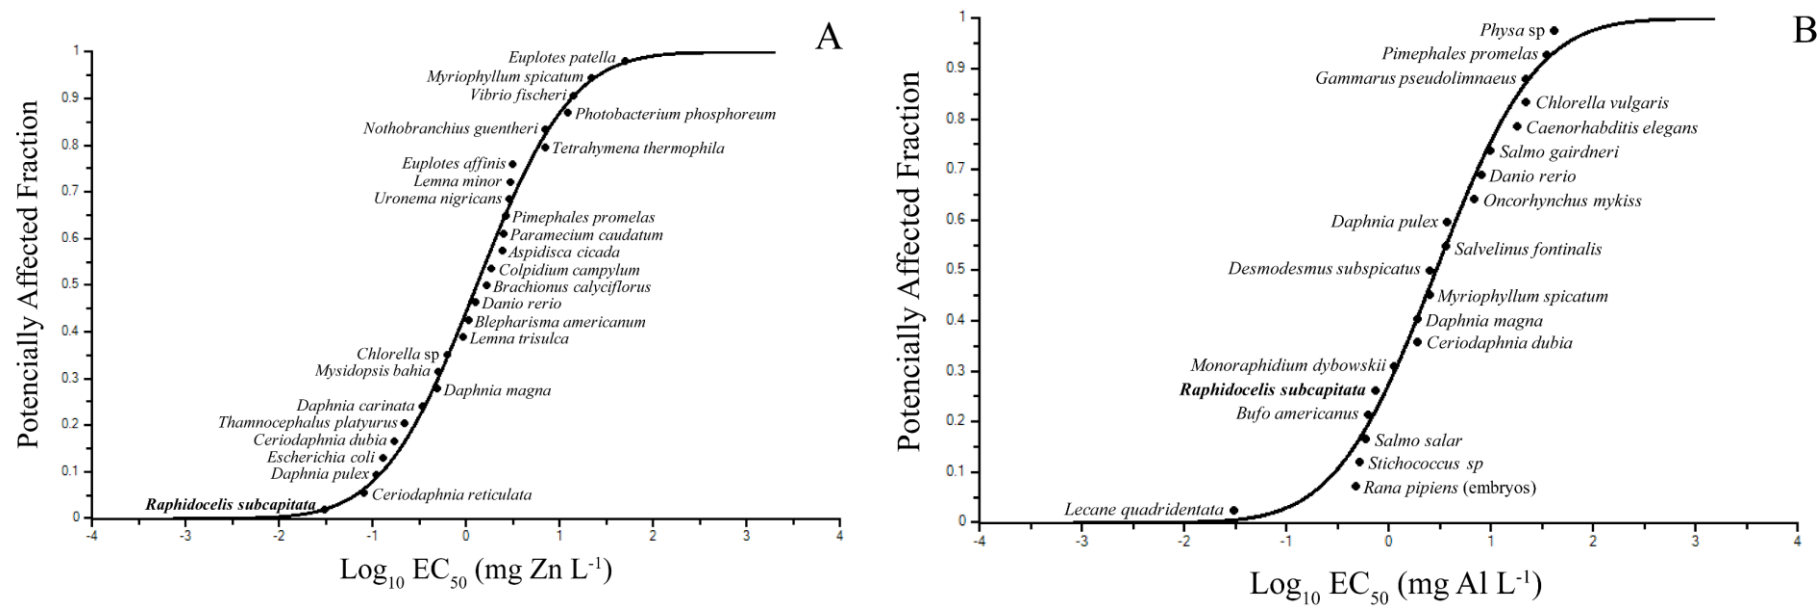 A
Potencially Affected Fraction
1
0.9
0.8
0.7
0.6
0.5
0.4
0.3
0.2
0.1
0
Euplotes patella
Myriophyllum spicatum
Vibrio fischeri
Photobacterium phosphoreum
Nothobranchius guentheri
Tetrahymena thermophila
Euplotes affinis
Lemna minor
Uronema nigricans
Pimephales promelas
Paramecium caudatum
Aspidisca cicada
Colpidium campylum
Brachionus calyciflorus
Danio rerio
Blepharisma americanum
Lemna trisulca
Chlorella sp
Mysidopsis bahia
Daphnia magna
Daphnia carinata
Thamnocephalus platyurus
Ceriodaphnia dubia
Escherichia coli
Daphnia pulex
Ceriodaphnia reticulata
Raphidocelis subcapitata
-4 -3 -2 -1 0 1 2 3 4
Log10 EC50 (mg Zn L-1)
B
Potencially Affected Fraction
1
0.9
0.8
0.7
0.6
0.5
0.4
0.3
0.2
0.1
0
Physa sp
Pimephales promelas
Gammarus pseudolimnaeus
Chlorella vulgaris
Caenorhabditis elegans
Salmo gairdneri
Danio rerio
Oncorhynchus mykiss
Daphnia pulex
Salvelinus fontinalis
Desmodesmus subspicatus
Myriophyllum spicatum
Daphnia magna
Ceriodaphnia dubia
Monoraphidium dybowskii
Raphidocelis subcapitata
Bufo americanus
Salmo salar
Stichococcus sp
Rana pipiens (embryos)
Lecane quadridentata
-4 -3 -2 -1 0 1 2 3 4
Log10 EC50 (mg Al L-1)